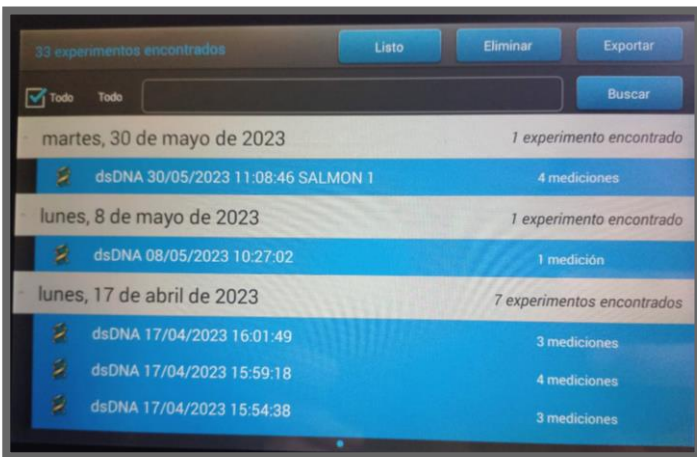 33 experimentos encontrados Listo Eliminar Exportar
Todo Todo Buscar
martes, 30 de mayo de 2023 1 experimento encontrado
dsDNA 30/05/2023 11:08:46 SALMON 1 4 mediciones
lunes, 8 de mayo de 2023 1 experimento encontrado
dsDNA 08/05/2023 10:27:02 1 medición
lunes, 17 de abril de 2023 7 experimentos encontrados
dsDNA 17/04/2023 16:01:49 3 mediciones
dsDNA 17/04/2023 15:59:18 4 mediciones
dsDNA 17/04/2023 15:54:38 3 mediciones